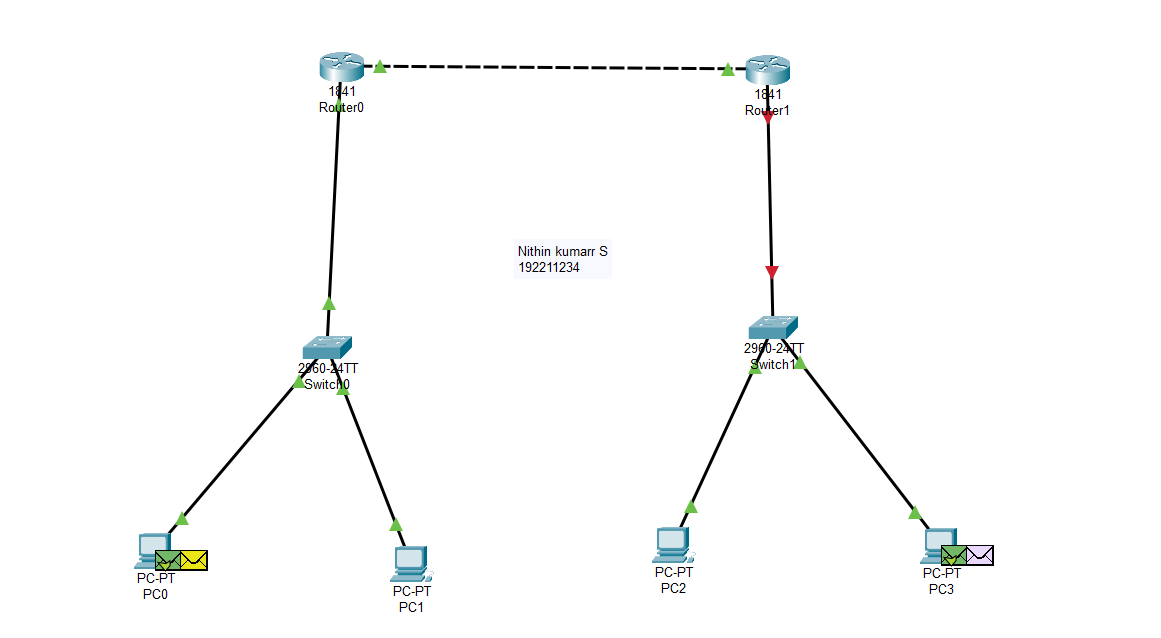 1841
Router0
1841
Router1
Nithin kumarr S
192211234
2960-24TT
Switch0
2960-24TT
Switch1
PC-PT
PC0
PC-PT
PC1
PC-PT
PC2
PC-PT
PC3